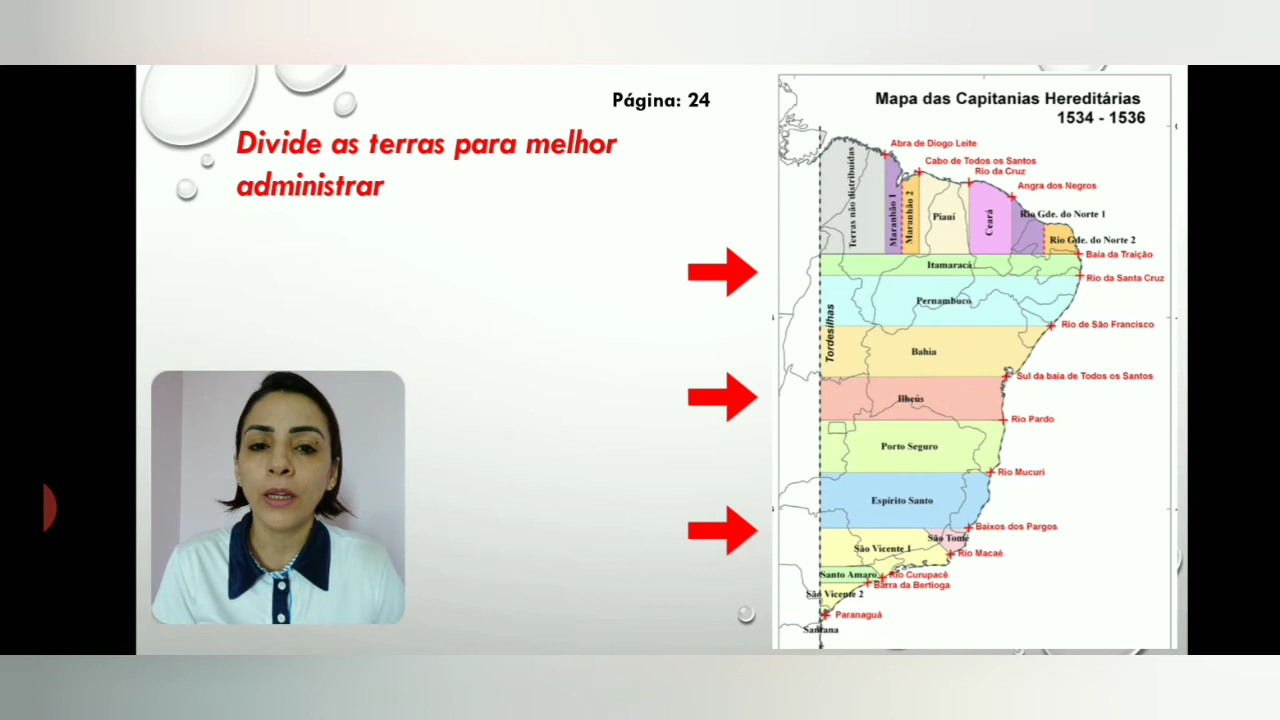 Página: 24
Divide as terras para melhor
administrar
Mapa das Capitanias Hereditárias
1534 - 1536
Abra de Diogo Leite
Cabo de Todos os Santos
Rio da Cruz
Angra dos Negros
Terras não distribuídas
Maranhão 1
Maranhão 2
Piauí
Ceará
Rio Gde. do Norte 1
Rio Gde. do Norte 2
Baia da Traição
Itamaracá
Rio da Santa Cruz
Pernambuco
Tordesilhas
Rio de São Francisco
Bahia
Sul da baia de Todos os Santos
Ilhéus
Rio Pardo
Porto Seguro
Rio Mucuri
Espírito Santo
Baixos dos Pargos
São Tomé
São Vicente 1
Rio Macaé
Santo Amaro
Rio Curupacê
Barra da Bertioga
São Vicente 2
Paranaguá
Santana